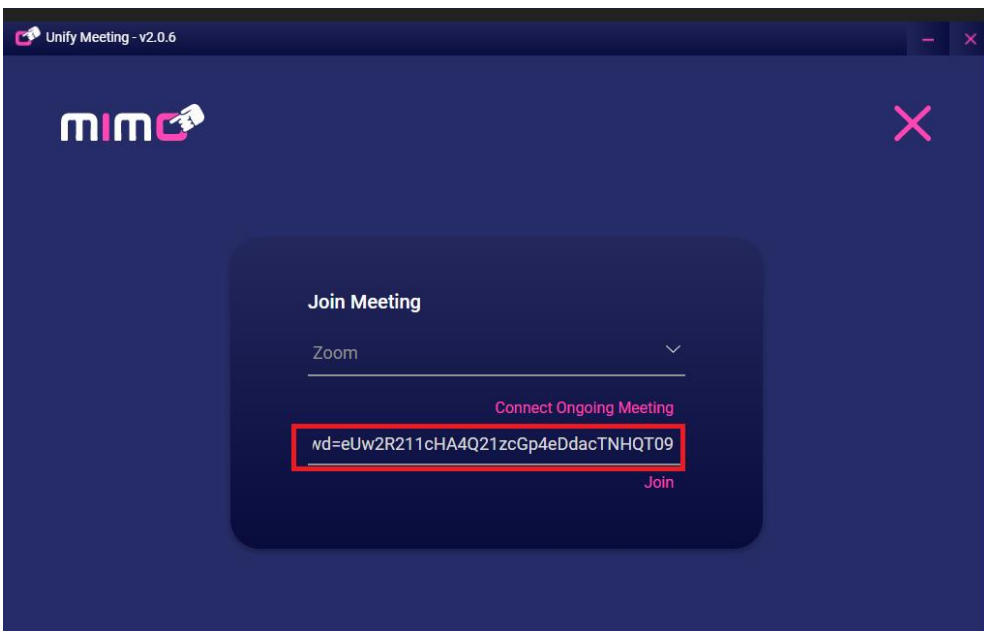 Unify Meeting - v2.0.6
mimo
Join Meeting
Zoom
Connect Ongoing Meeting
wd=eUw2R211cHA4Q21zcGp4eDdacTNHQT09
Join